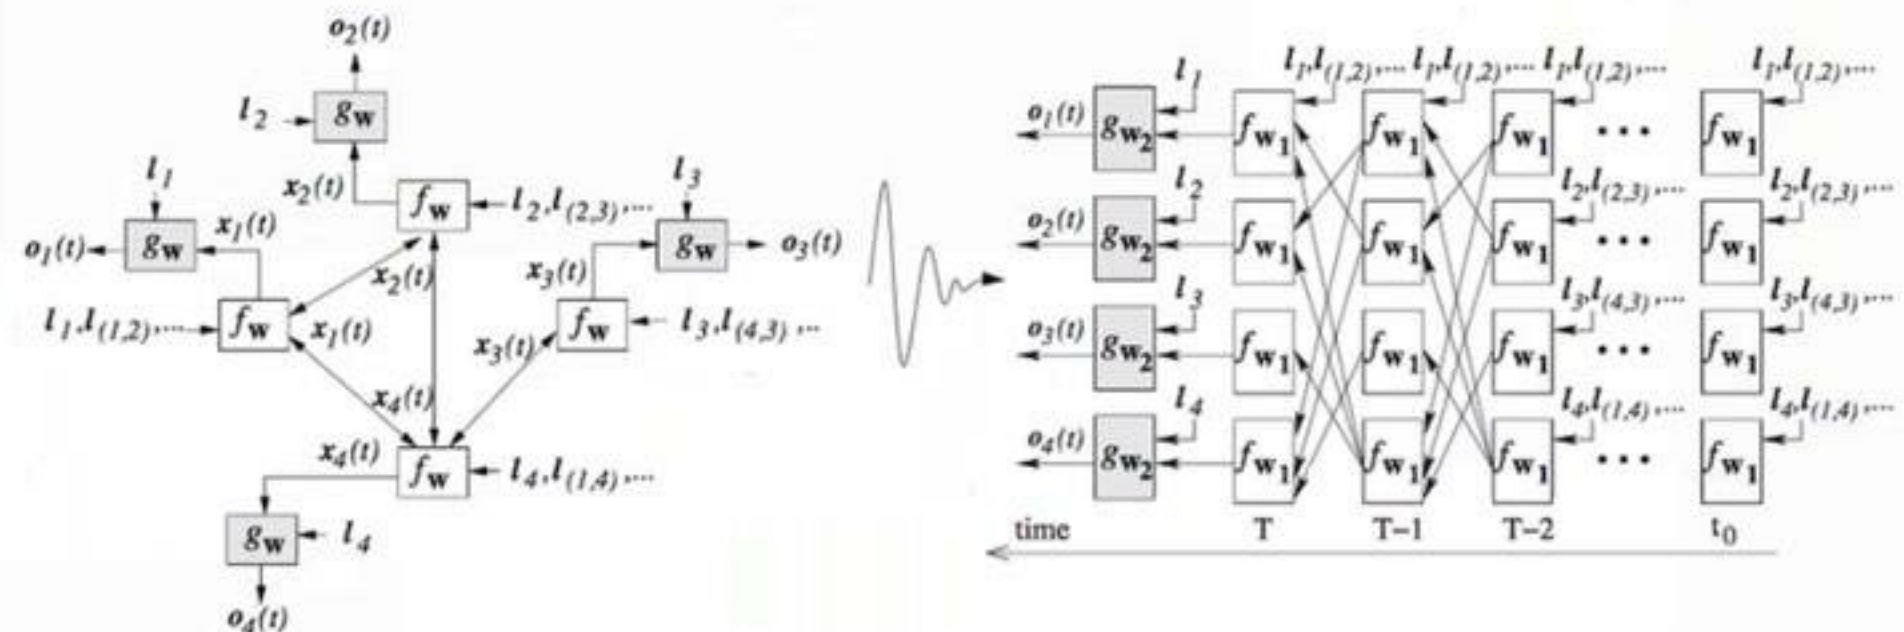 o2(t)
l2
gw
l1
x2(t)
fw
l2,l(2,3),...
l3
o1(t)
gw
x1(t)
gw
o3(t)
x2(t)
x3(t)
l1,l(1,2),...
fw
x1(t)
fw
l3,l(4,3),...
x3(t)
x4(t)
x4(t)
fw
l4,l(1,4),...
gw
l4
o4(t)
l1
l1,l(1,2),...
l1,l(1,2),...
l1,l(1,2),...
l1,l(1,2),...
o1(t)
gw2
fw1
fw1
fw1
...
fw1
l2
l2,l(2,3),...
l2,l(2,3),...
o2(t)
gw2
fw1
fw1
fw1
...
fw1
l3
l3,l(4,3),...
l3,l(4,3),...
o3(t)
gw2
fw1
fw1
fw1
...
fw1
l4
l4,l(1,4),...
l4,l(1,4),...
o4(t)
gw2
fw1
fw1
fw1
...
fw1
time
T
T-1
T-2
t0